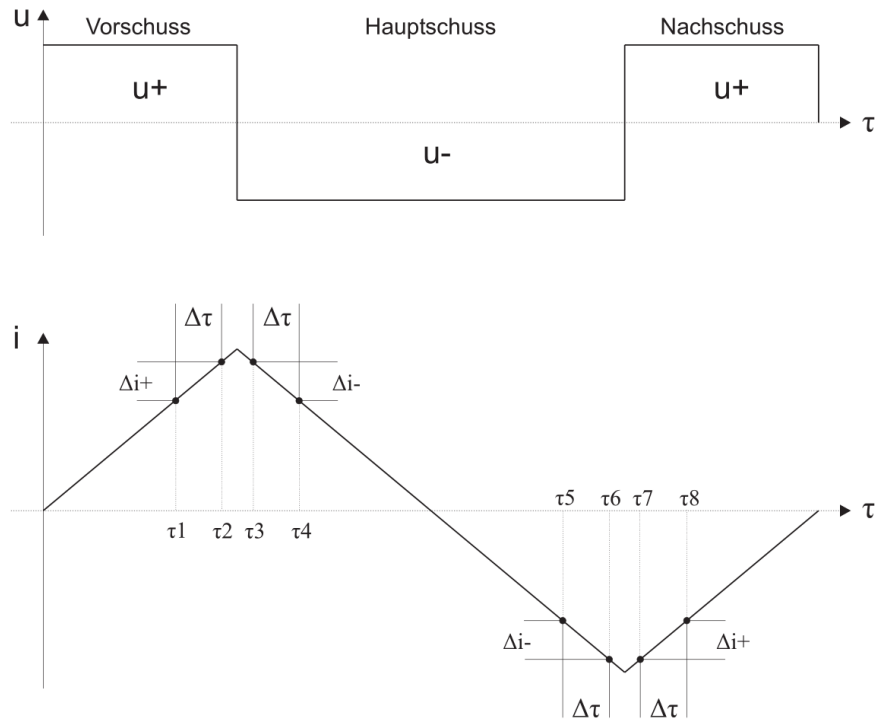 u
Vorschuss
Hauptschuss
Nachschuss
u+
u-
u+
τ
Δτ
Δτ
i
Δi+
Δi-
τ1
τ2
τ3
τ4
τ5
τ6
τ7
τ8
τ
Δi-
Δi+
Δτ
Δτ